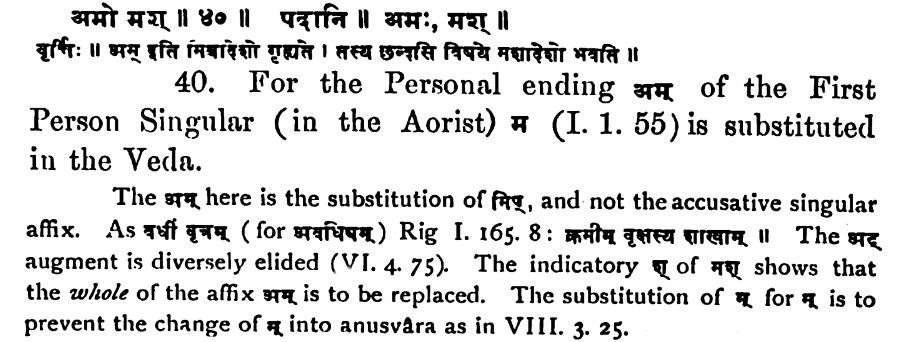 अमो मश् ॥ ४० ॥ पदानि ॥ अमः, मश् ॥
वृत्तिः ॥ अम् इति मिबादेशो गृह्यते । तस्य छन्दसि विषये मशादेशो भवति ॥
40. For the Personal ending अम् of the First
Person Singular (in the Aorist) म (I. 1. 55) is substituted
in the Veda.
The अम् here is the substitution of मिप्, and not the accusative singular
affix. As वधीं वृत्रम् (for अवधिषम्) Rig I. 165. 8: क्रमीम् वृक्षस्य शाखाम् ॥ The अट्
augment is diversely elided (VI. 4. 75). The indicatory श् of मश् shows that
the whole of the affix अम् is to be replaced. The substitution of म् for म् is to
prevent the change of म् into anusvâra as in VIII. 3. 25.